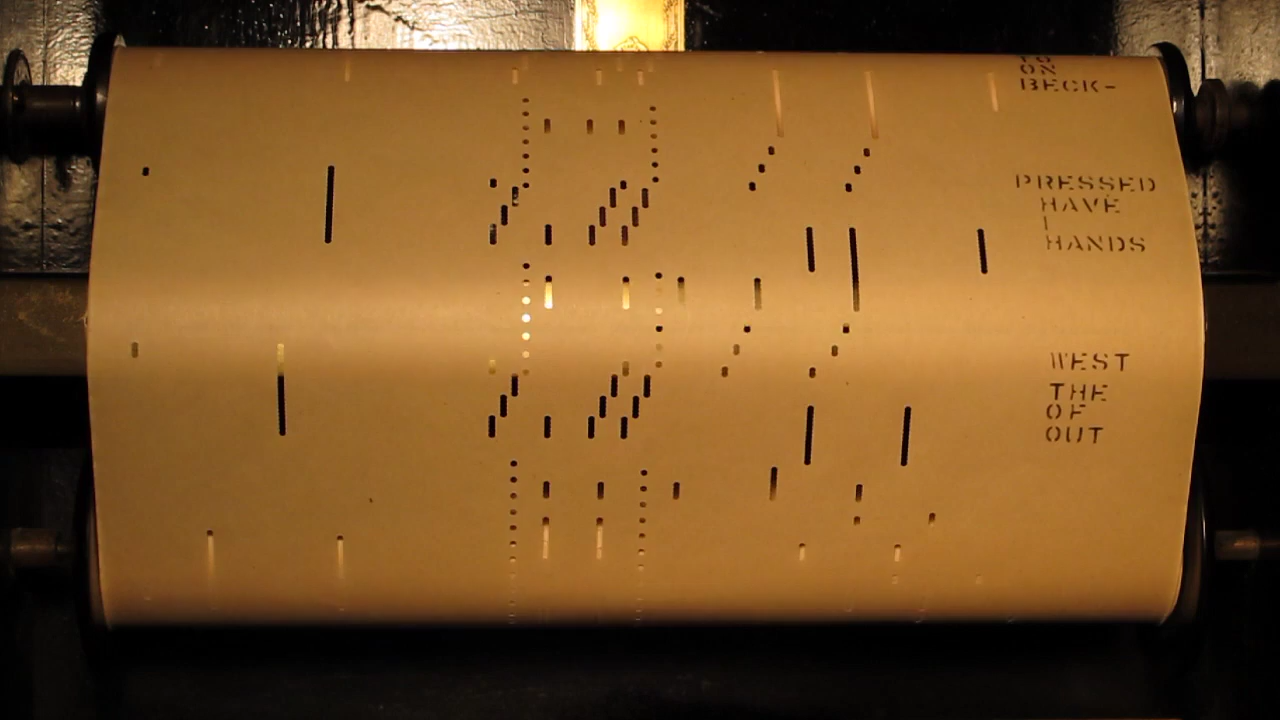 ON
BECK-
PRESSED
HAVE
I
HANDS
WEST
THE
OF
OUT